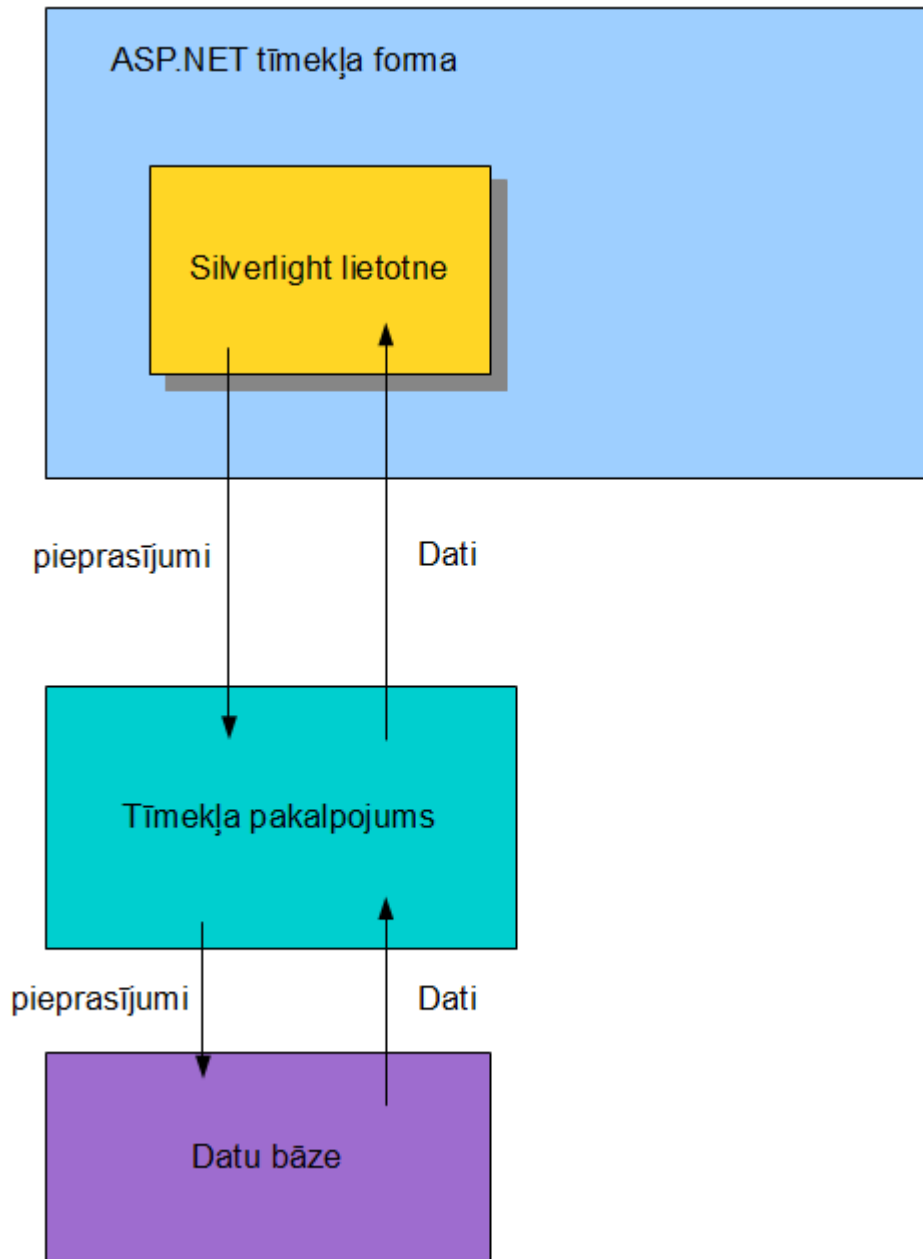 ASP.NET tīmekļa forma
Silverlight lietotne
pieprasījumi
Dati
Tīmekļa pakalpojums
pieprasījumi
Dati
Datu bāze